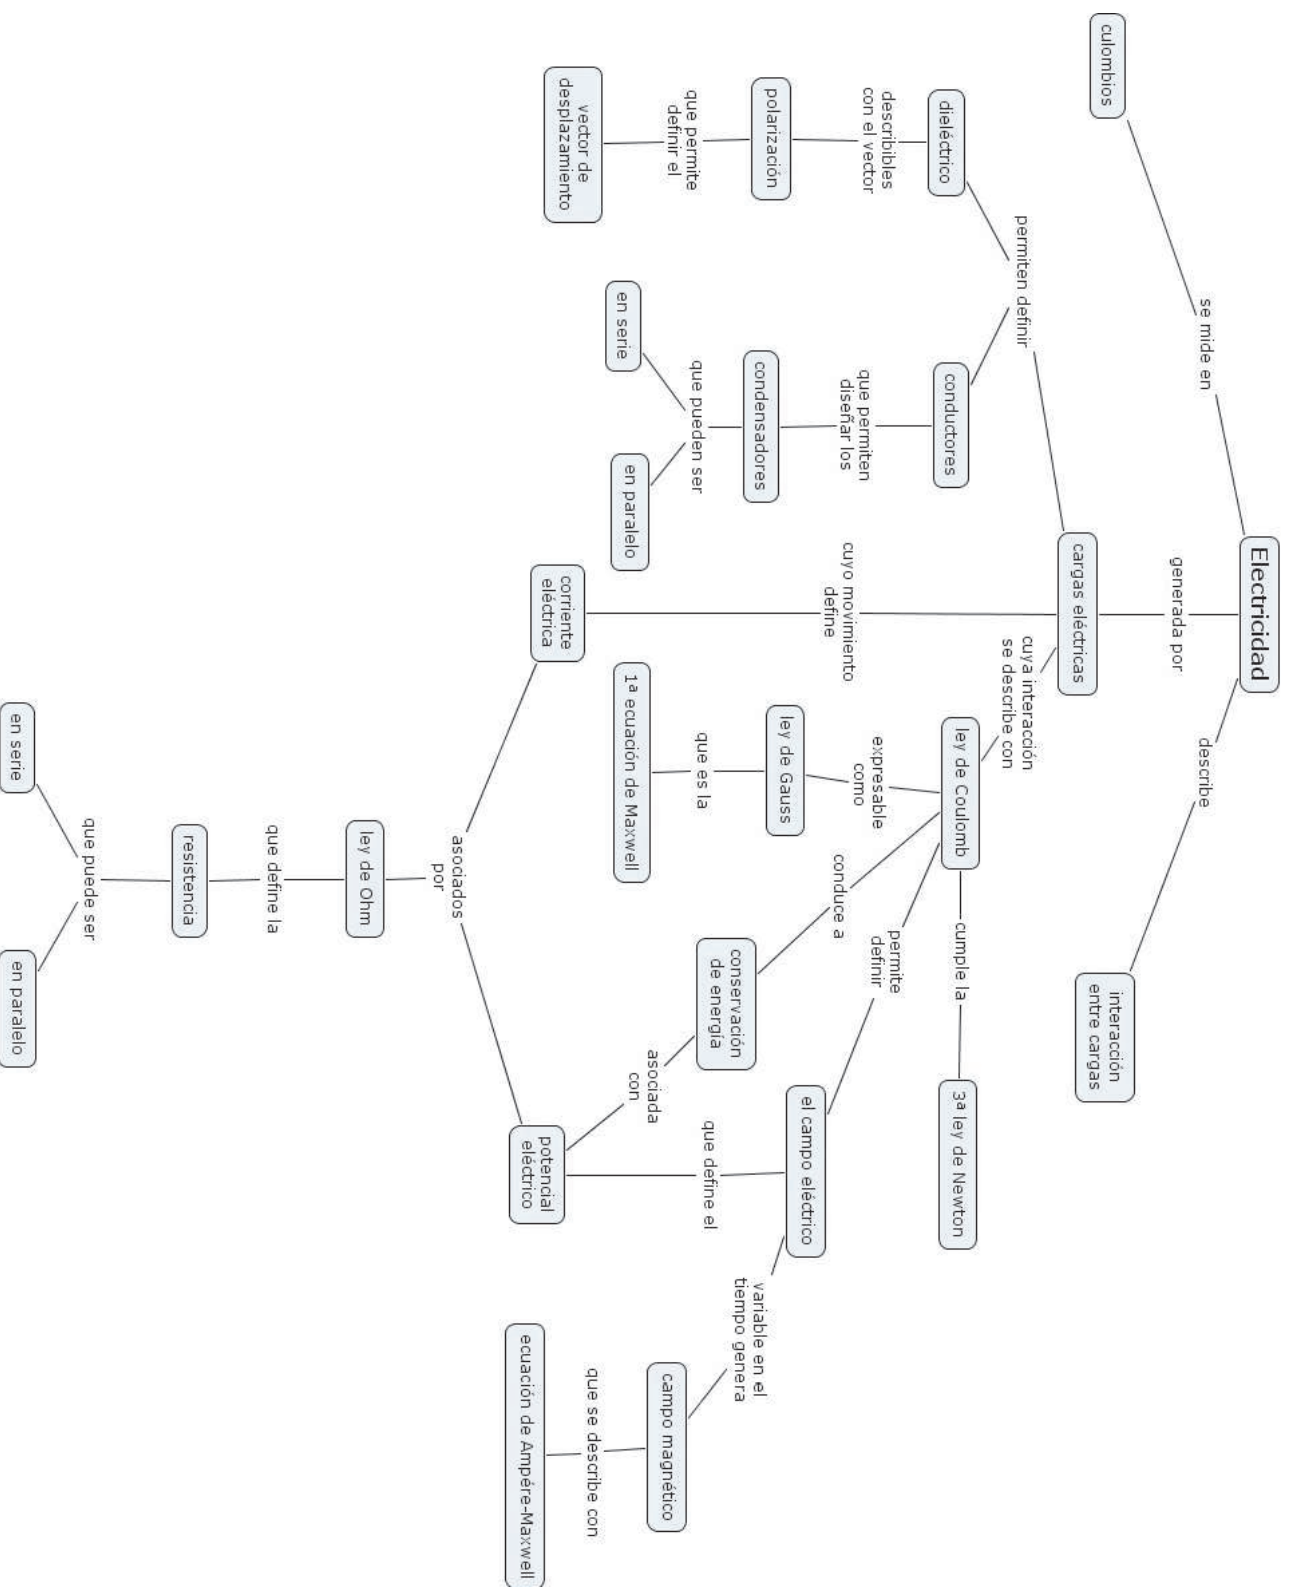 Electricidad
se mide en
generada por
describe
culombios
cargas eléctricas
interacción
entre cargas
permiten definir
cuya interacción
se describe con
dieléctrico
conductores
ley de Coulomb
cumple la
3ª ley de Newton
describibles
con el vector
que permiten
diseñar los
cuyo movimiento
define
expresable
como
conduce a
permite
definir
polarización
condensadores
ley de Gauss
conservación
de energía
el campo eléctrico
que permite
definir el
que pueden ser
que es la
asociada
con
que define el
variable en el
tiempo genera
vector de
desplazamiento
en serie
en paralelo
1ª ecuación de Maxwell
campo magnético
corriente
eléctrica
potencial
eléctrico
que se describe con
ecuación de Ampére-Maxwell
asociados
por
ley de Ohm
que define la
resistencia
que puede ser
en serie
en paralelo